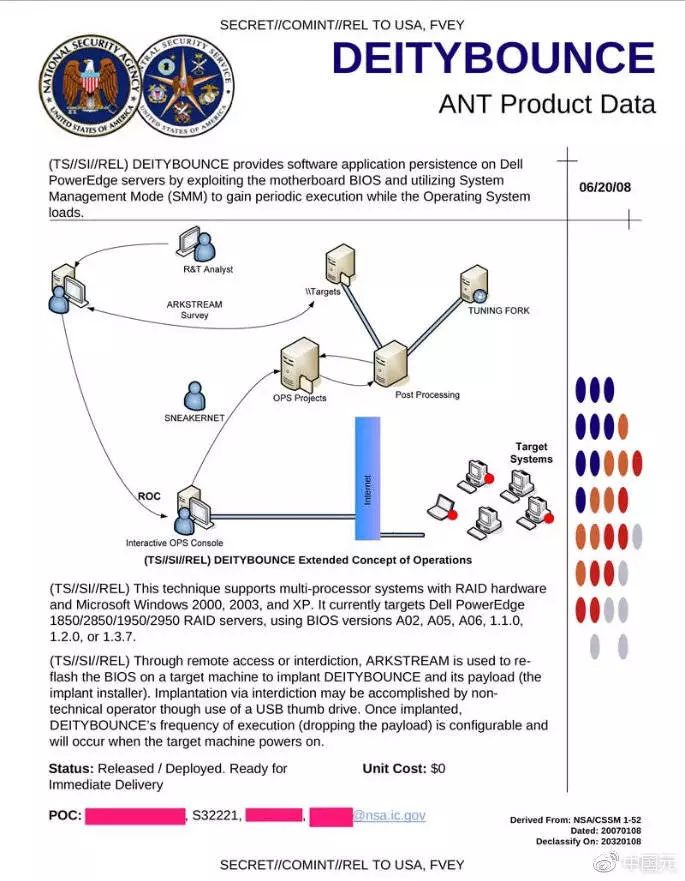 SECRET//COMINT//REL TO USA, FVEY
NATIONAL SECURITY AGENCY
UNITED STATES OF AMERICA
CENTRAL SECURITY SERVICE
UNITED STATES OF AMERICA
DEITYBOUNCE
ANT Product Data
(TS//SI//REL) DEITYBOUNCE provides software application persistence on Dell
PowerEdge servers by exploiting the motherboard BIOS and utilizing System
Management Mode (SMM) to gain periodic execution while the Operating System
loads.
06/20/08
R&T Analyst
ARKSTREAM
Survey
\\Targets
TUNING FORK
OPS Projects
Post Processing
SNEAKERNET
Target
Systems
Internet
ROC
Interactive OPS Console
(TS//SI//REL) DEITYBOUNCE Extended Concept of Operations
(TS//SI//REL) This technique supports multi-processor systems with RAID hardware
and Microsoft Windows 2000, 2003, and XP. It currently targets Dell PowerEdge
1850/2850/1950/2950 RAID servers, using BIOS versions A02, A05, A06, 1.1.0,
1.2.0, or 1.3.7.
(TS//SI//REL) Through remote access or interdiction, ARKSTREAM is used to re-
flash the BIOS on a target machine to implant DEITYBOUNCE and its payload (the
implant installer). Implantation via interdiction may be accomplished by non-
technical operator though use of a USB thumb drive. Once implanted,
DEITYBOUNCE's frequency of execution (dropping the payload) is configurable and
will occur when the target machine powers on.
Status: Released / Deployed. Ready for
Immediate Delivery
Unit Cost: $0
POC: , S32221, , @nsa.ic.gov
Derived From: NSA/CSSM 1-52
Dated: 20070108
Declassify On: 20320108
SECRET//COMINT//REL TO USA, FVEY